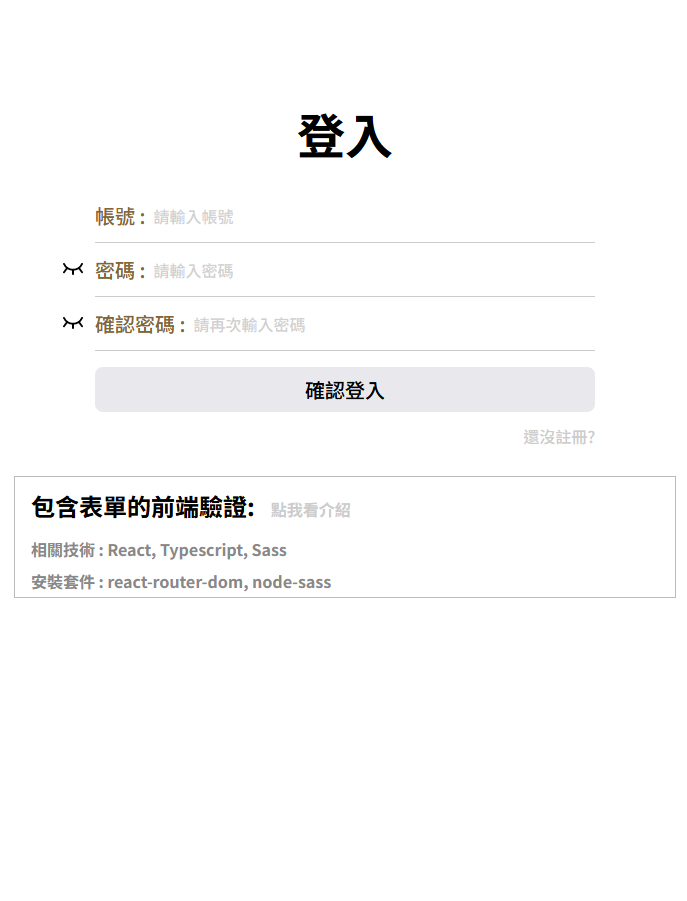 登入
帳號 : 請輸入帳號
密碼 : 請輸入密碼
確認密碼 : 請再次輸入密碼
確認登入
還沒註冊?
包含表單的前端驗證: 點我看介紹
相關技術 : React, Typescript, Sass
安裝套件 : react-router-dom, node-sass